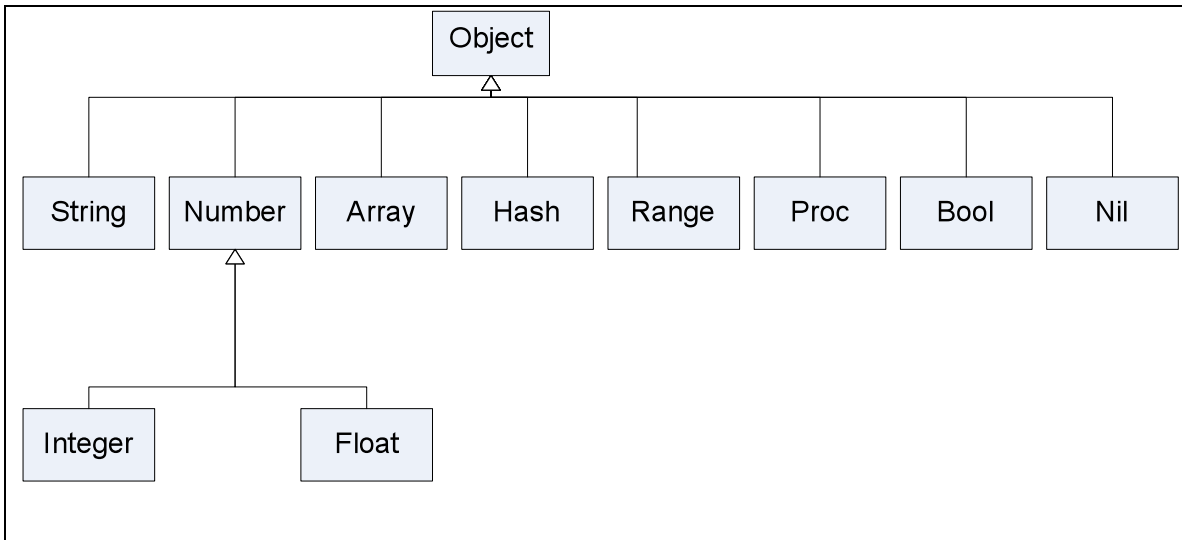 Object
String
Number
Array
Hash
Range
Proc
Bool
Nil
Integer
Float